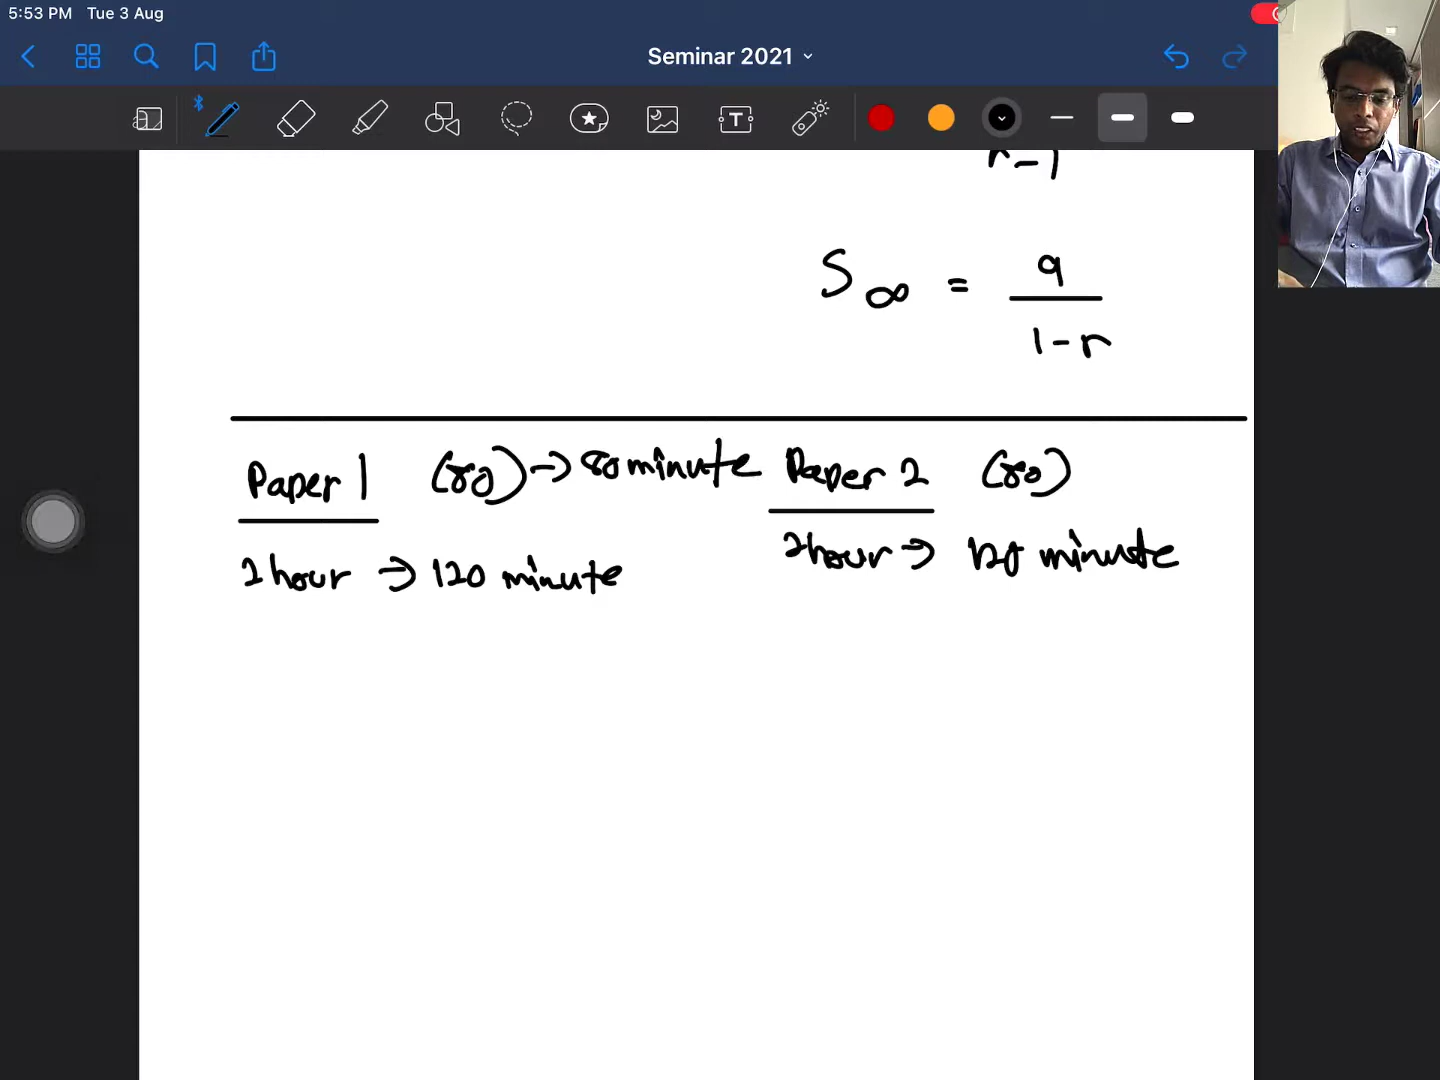 5:53 PM Tue 3 Aug
Seminar 2021
r-1
S∞ = a
1-r
Paper 1 (80) → 80 minute Paper 2 (80)
2 hour → 120 minute 2 hour → 120 minute